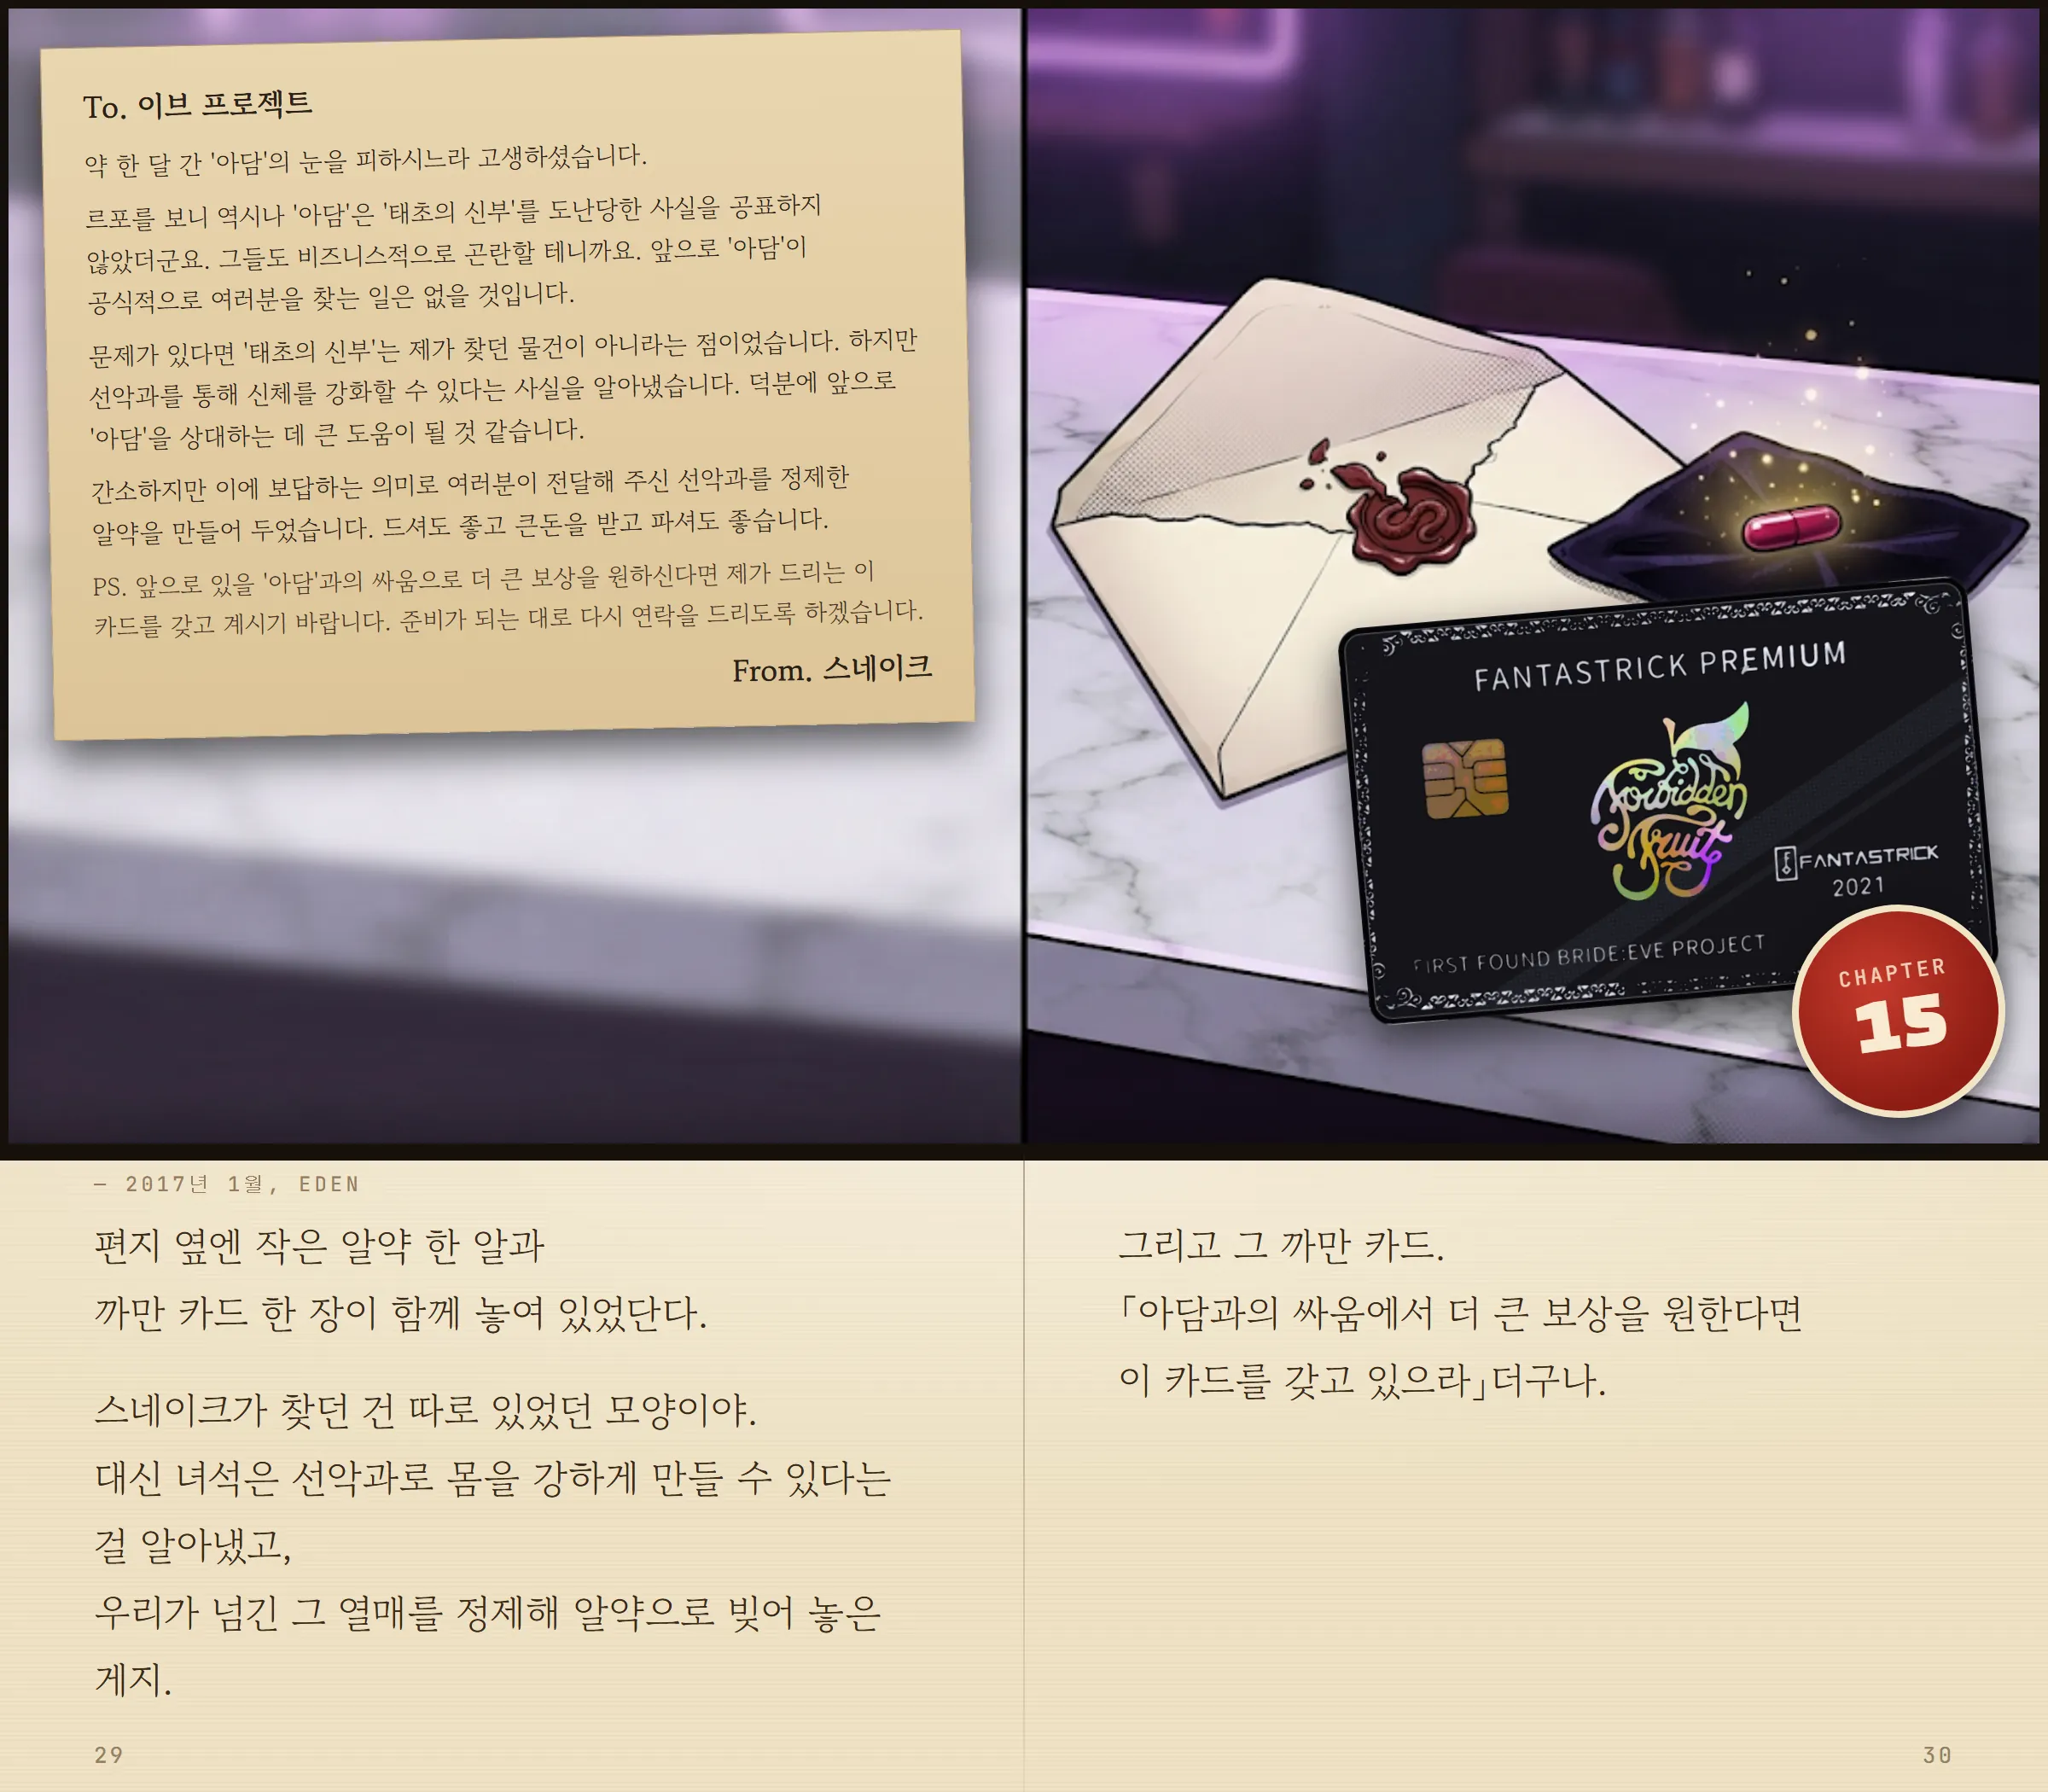 To. 이브 프로젝트
약 한 달 간 '아담'의 눈을 피하시느라 고생하셨습니다.
르포를 보니 역시나 '아담'은 '태초의 신부'를 도난당한 사실을 공표하지
않았더군요. 그들도 비즈니스적으로 곤란할 테니까요. 앞으로 '아담'이
공식적으로 여러분을 찾는 일은 없을 것입니다.
문제가 있다면 '태초의 신부'는 제가 찾던 물건이 아니라는 점이었습니다. 하지만
선악과를 통해 신체를 강화할 수 있다는 사실을 알아냈습니다. 덕분에 앞으로
'아담'을 상대하는 데 큰 도움이 될 것 같습니다.
간소하지만 이에 보답하는 의미로 여러분이 전달해 주신 선악과를 정제한
알약을 만들어 두었습니다. 드셔도 좋고 큰돈을 받고 파셔도 좋습니다.
PS. 앞으로 있을 '아담'과의 싸움으로 더 큰 보상을 원하신다면 제가 드리는 이
카드를 갖고 계시기 바랍니다. 준비가 되는 대로 다시 연락을 드리도록 하겠습니다.
From. 스네이크
FANTASTRICK PREMIUM
Forbidden
Fruit
FANTASTRICK
2021
FIRST FOUND BRIDE:EVE PROJECT
CHAPTER
15
— 2017년 1월, EDEN
편지 옆엔 작은 알약 한 알과
까만 카드 한 장이 함께 놓여 있었단다.
스네이크가 찾던 건 따로 있었던 모양이야.
대신 녀석은 선악과로 몸을 강하게 만들 수 있다는
걸 알아냈고,
우리가 넘긴 그 열매를 정제해 알약으로 빚어 놓은
게지.
29
그리고 그 까만 카드.
「아담과의 싸움에서 더 큰 보상을 원한다면
이 카드를 갖고 있으라」더구나.
30